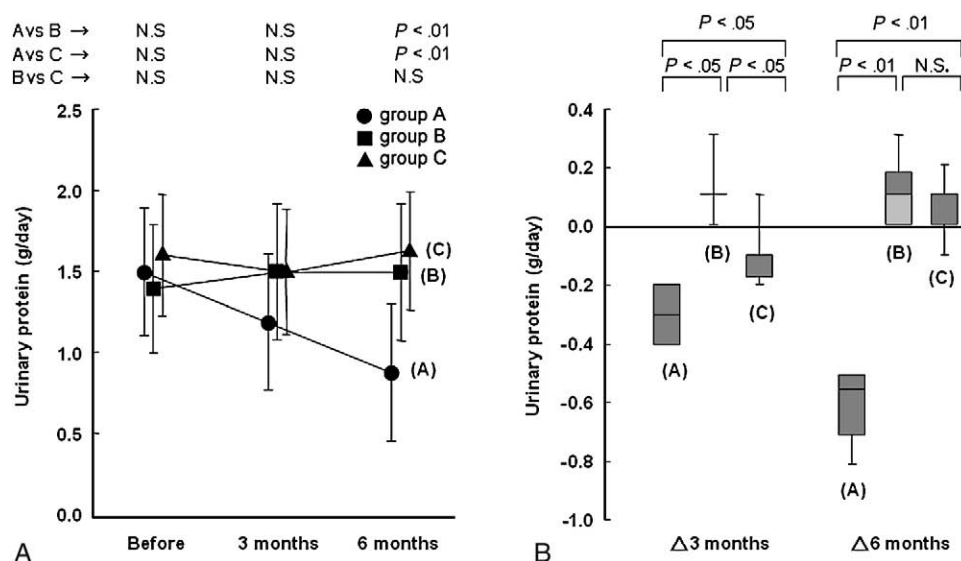 A vs B → N.S N.S P < .01
A vs C → N.S N.S P < .01
B vs C → N.S N.S N.S
2.5
2.0
1.5
1.0
0.5
0.0
Urinary protein (g/day)
group A
group B
group C
(C)
(B)
(A)
Before 3 months 6 months
A
P < .05 P < .01
P < .05 P < .05 P < .01 N.S.
0.4
0.2
0.0
-0.2
-0.4
-0.6
-0.8
-1.0
Urinary protein (g/day)
(A)
(B)
(C)
(A)
(B)
(C)
△3 months △6 months
B